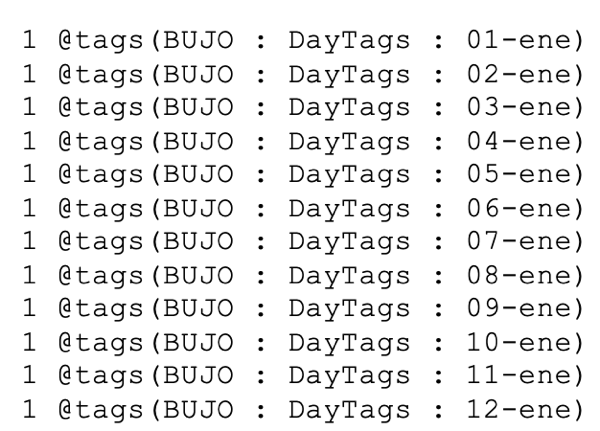 1 @tags(BUJO : DayTags : 01-ene)
1 @tags(BUJO : DayTags : 02-ene)
1 @tags(BUJO : DayTags : 03-ene)
1 @tags(BUJO : DayTags : 04-ene)
1 @tags(BUJO : DayTags : 05-ene)
1 @tags(BUJO : DayTags : 06-ene)
1 @tags(BUJO : DayTags : 07-ene)
1 @tags(BUJO : DayTags : 08-ene)
1 @tags(BUJO : DayTags : 09-ene)
1 @tags(BUJO : DayTags : 10-ene)
1 @tags(BUJO : DayTags : 11-ene)
1 @tags(BUJO : DayTags : 12-ene)